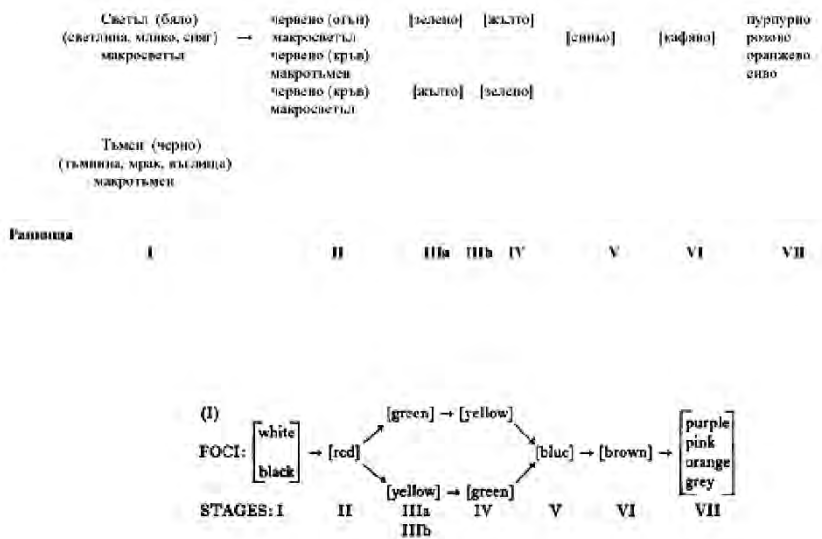 Светъл (бяло) червено (огън) [зелено] [жълто] пурпурно
(светлина, мляко, сняг) → макросветъл розово
макросветъл червено (кръв) [синьо] [кафяво] оранжево
макротъмен сиво
червено (кръв) [жълто] [зелено]
макросветъл
Тъмен (черно)
(тъмнина, мрак, въглища)
макротъмен
Равнища
I II IIIa IIIb IV V VI VII
(I) [green] → [yellow] purple
white pink
FOCI: → [red] [blue] → [brown] → orange
black grey
[yellow] → [green]
STAGES: I II IIIa IV V VI VII
IIIb